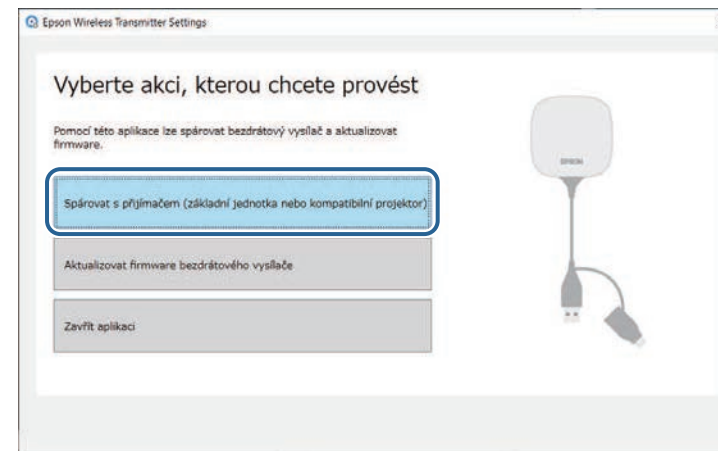 Epson Wireless Transmitter Settings
Vyberte akci, kterou chcete provést
Pomocí této aplikace lze spárovat bezdrátový vysílač a aktualizovat
firmware.
EPSON
Spárovat s přijímačem (základní jednotka nebo kompatibilní projektor)
Aktualizovat firmware bezdrátového vysílače
Zavřít aplikaci